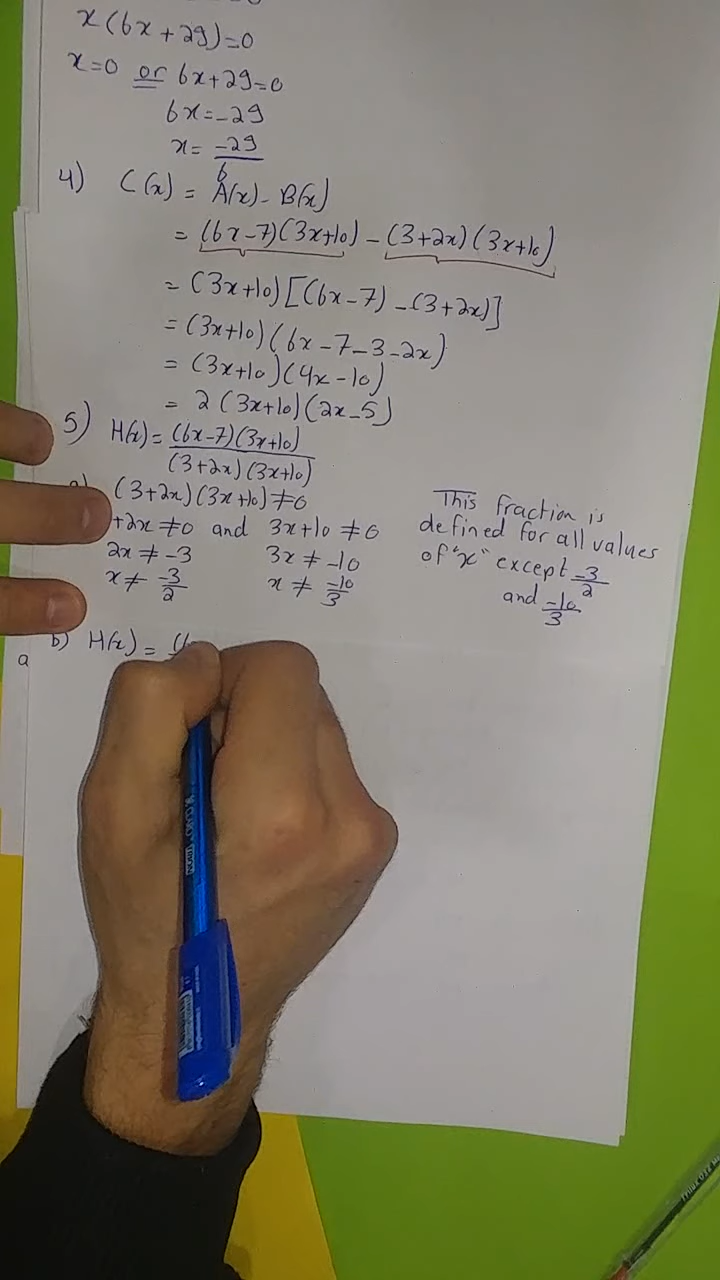 x(6x+29)=0
x=0 or 6x+29=0
6x=-29
x=-29/6
4) C(x) = A(x)-B(x)
= (6x-7)(3x+10)-(3+2x)(3x+10)
= (3x+10)[(6x-7)-(3+2x)]
= (3x+10)(6x-7-3-2x)
= (3x+10)(4x-10)
= 2(3x+10)(2x-5)
5) H(x)=(6x-7)(3x+10)/(3+2x)(3x+10)
(3+2x)(3x+10)≠0
+2x≠0 and 3x+10≠0
2x≠-3 3x≠-10
x≠-3/2 x≠-10/3
This fraction is
defined for all values
of "x" except -3/2
and -10/3
b) H(x) = (6
a